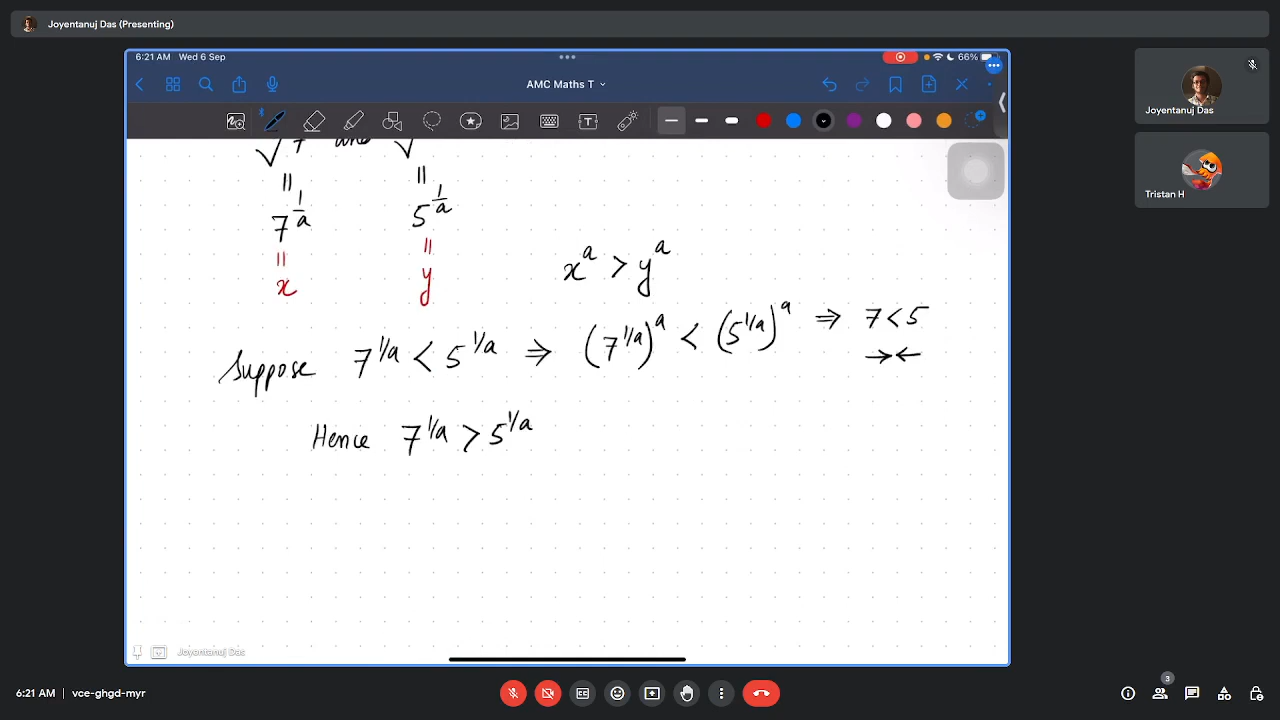 Joyentanuj Das (Presenting)
6:21 AM Wed 6 Sep
66%
AMC Maths T
7 and
= =
7^{1/a} 5^{1/a}
= =
x y
x^a > y^a
Suppose 7^{1/a} < 5^{1/a} ⇒ (7^{1/a})^a < (5^{1/a})^a ⇒ 7 < 5
→←
Hence 7^{1/a} > 5^{1/a}
Joyentanuj Das
Joyentanuj Das
Tristan H
6:21 AM | vce-ghgd-myr
3